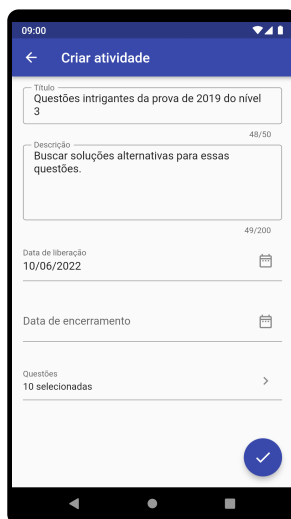 09:00
Criar atividade
Título
Questões intrigantes da prova de 2019 do nível
3
48/50
Descrição
Buscar soluções alternativas para essas
questões.
49/200
Data de liberação
10/06/2022
Data de encerramento
Questões
10 selecionadas